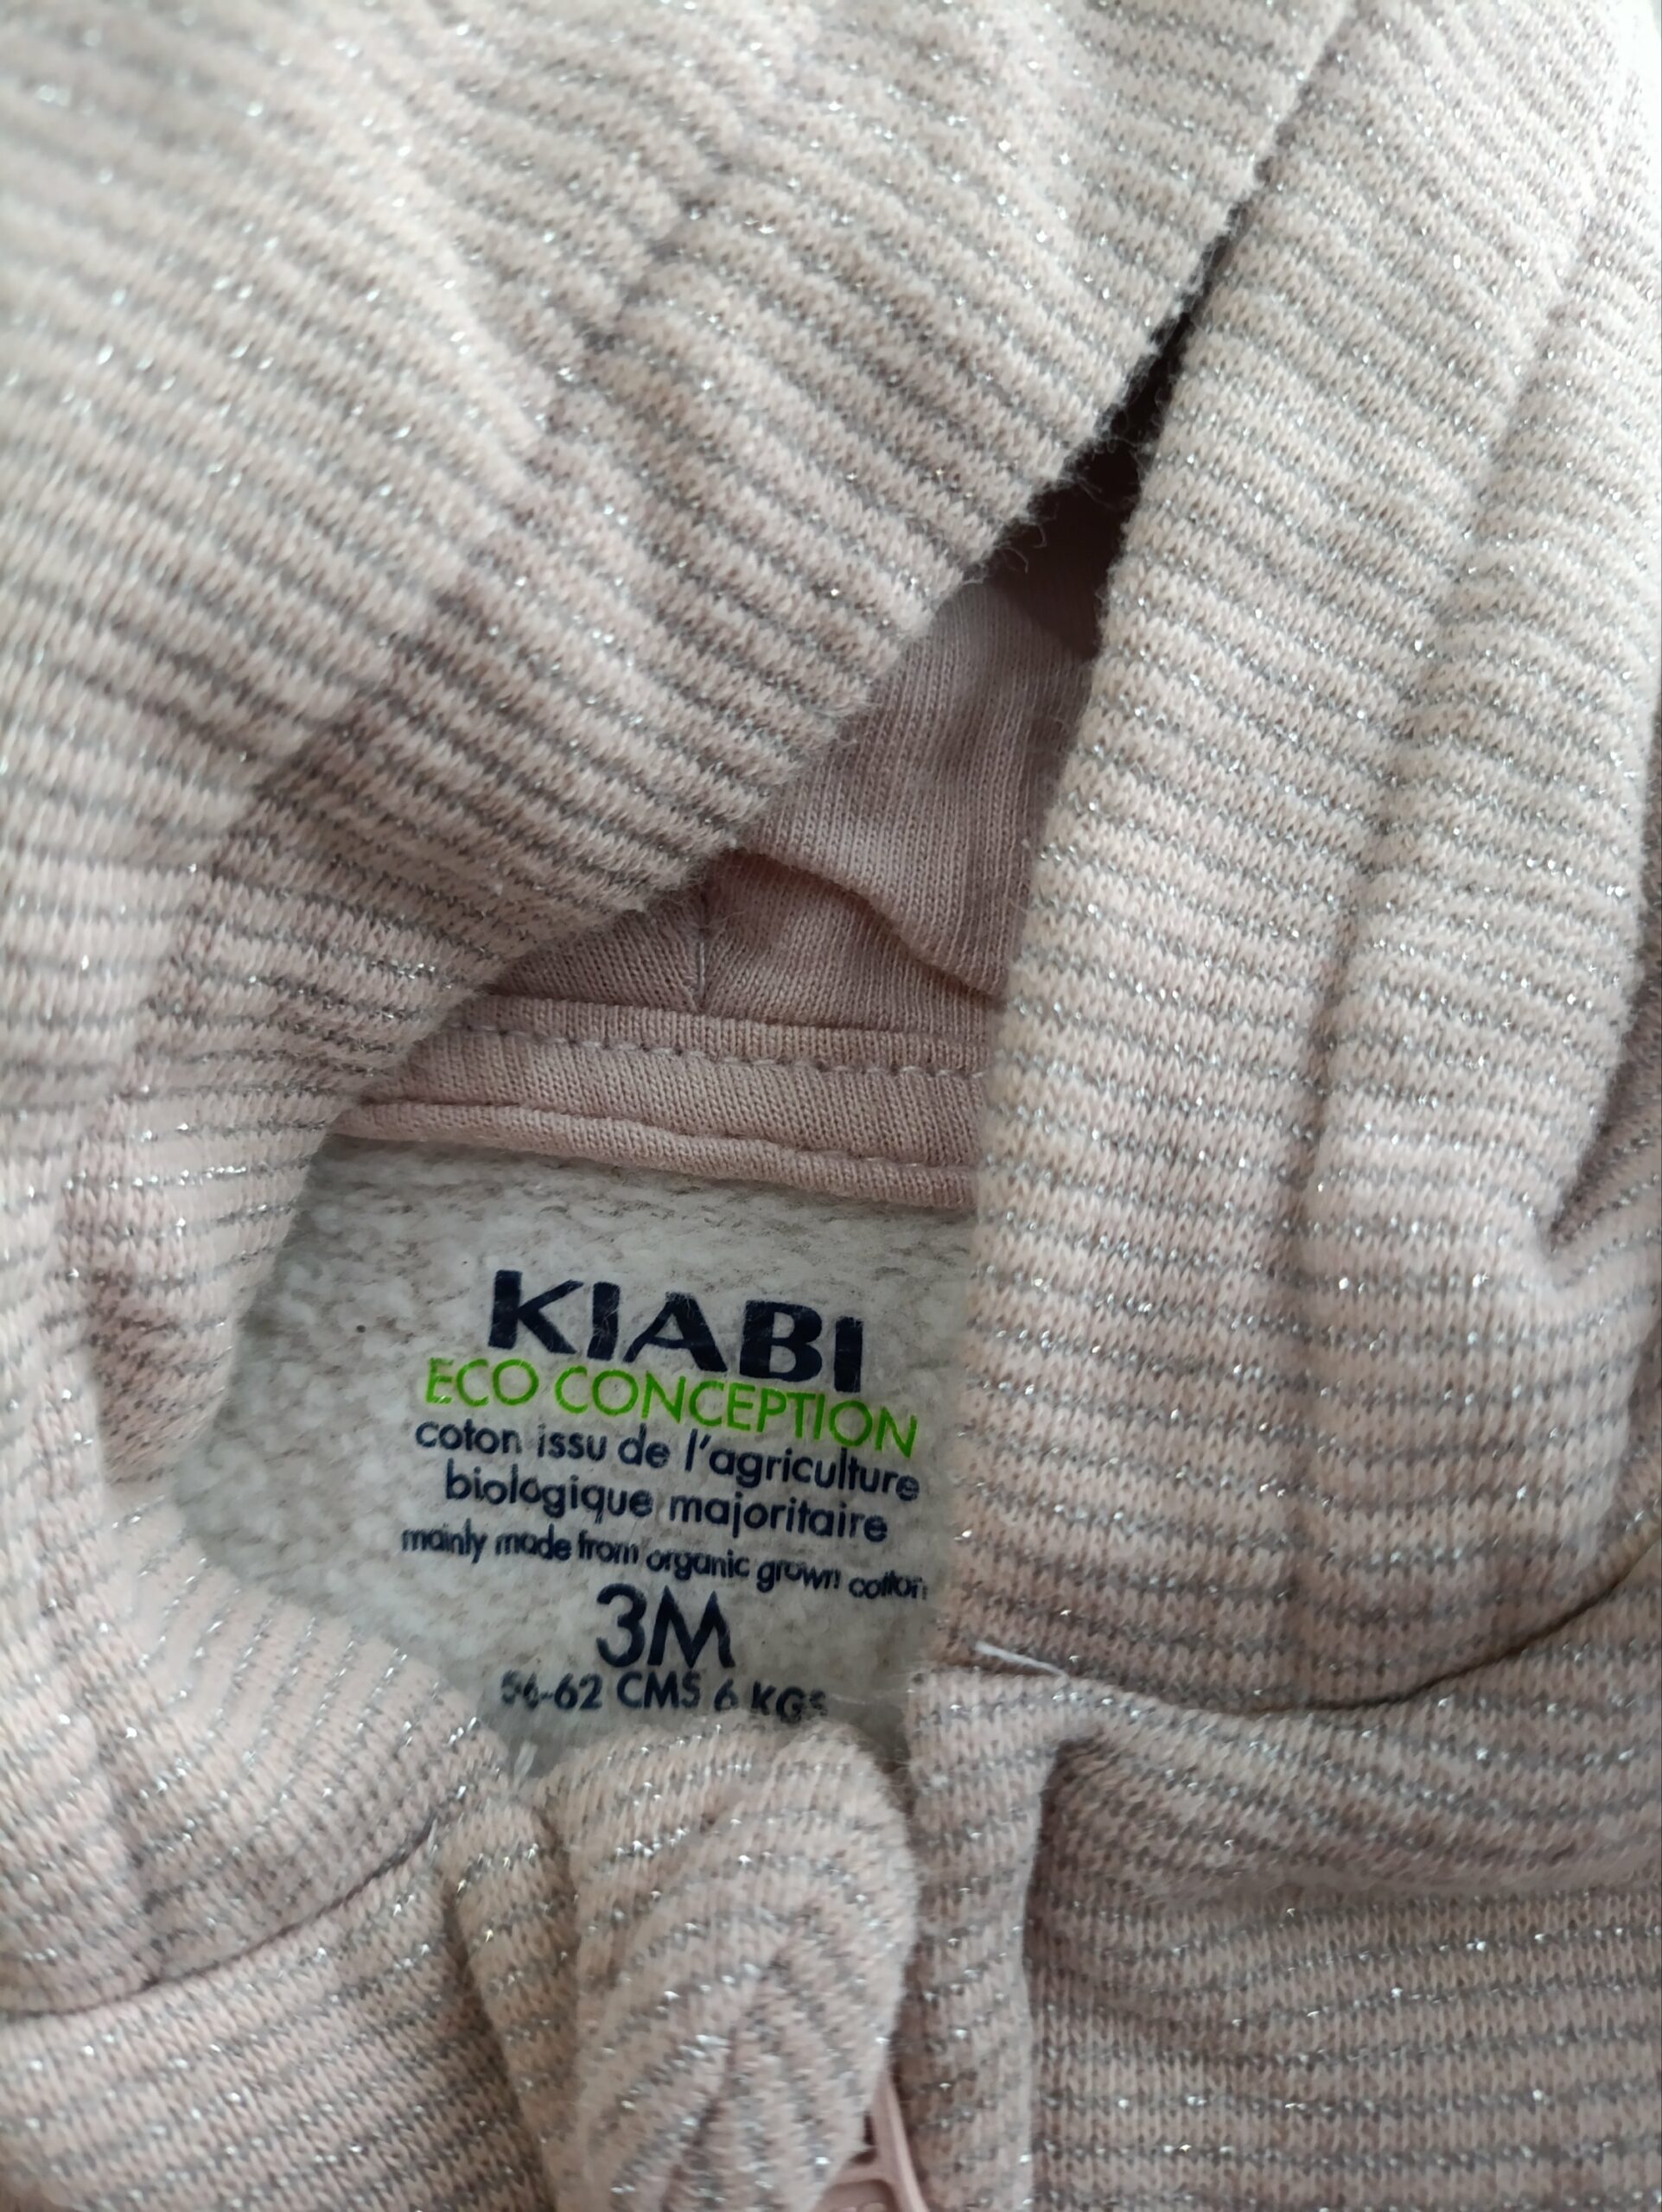 KIABI
ECO CONCEPTION
coton issu de l'agriculture
biologique majoritaire
mainly made from organic grown cotton
3M
56-62 CMS 6 KGS